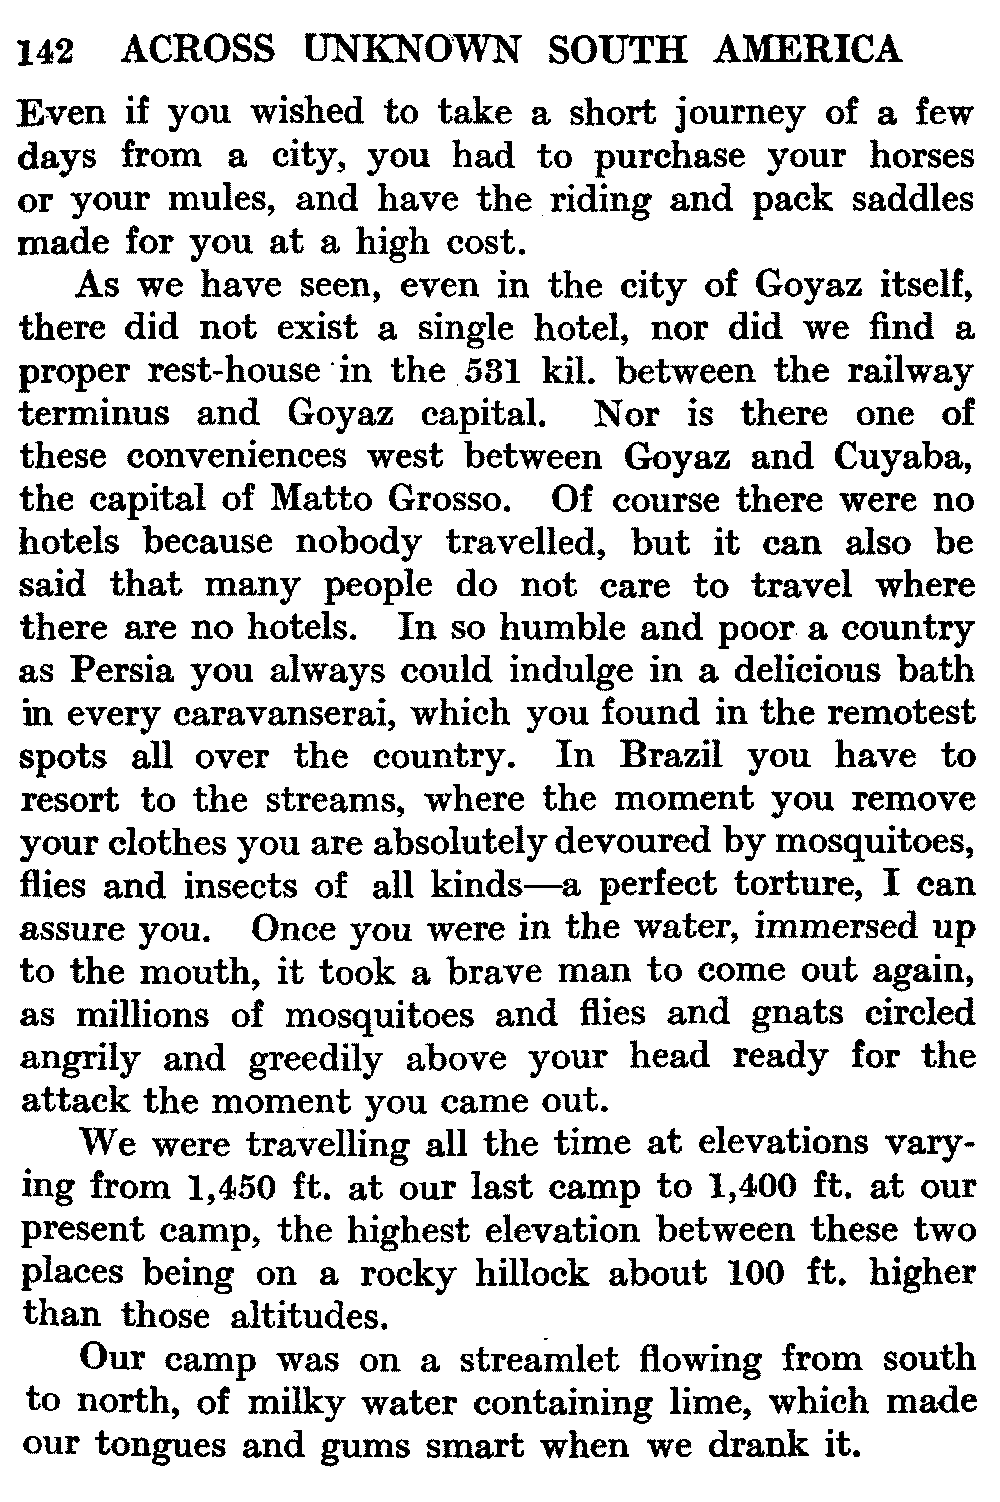 142 ACROSS UNKNOWN SOUTH AMERICA
Even if you wished to take a short journey of a few
days from a city, you had to purchase your horses
or your mules, and have the riding and pack saddles
made for you at a high cost.
As we have seen, even in the city of Goyaz itself,
there did not exist a single hotel, nor did we find a
proper rest-house in the 531 kil. between the railway
terminus and Goyaz capital. Nor is there one of
these conveniences west between Goyaz and Cuyaba,
the capital of Matto Grosso. Of course there were no
hotels because nobody travelled, but it can also be
said that many people do not care to travel where
there are no hotels. In so humble and poor a country
as Persia you always could indulge in a delicious bath
in every caravanserai, which you found in the remotest
spots all over the country. In Brazil you have to
resort to the streams, where the moment you remove
your clothes you are absolutely devoured by mosquitoes,
flies and insects of all kinds—a perfect torture, I can
assure you. Once you were in the water, immersed up
to the mouth, it took a brave man to come out again,
as millions of mosquitoes and flies and gnats circled
angrily and greedily above your head ready for the
attack the moment you came out.
We were travelling all the time at elevations vary-
ing from 1,450 ft. at our last camp to 1,400 ft. at our
present camp, the highest elevation between these two
places being on a rocky hillock about 100 ft. higher
than those altitudes.
Our camp was on a streamlet flowing from south
to north, of milky water containing lime, which made
our tongues and gums smart when we drank it.